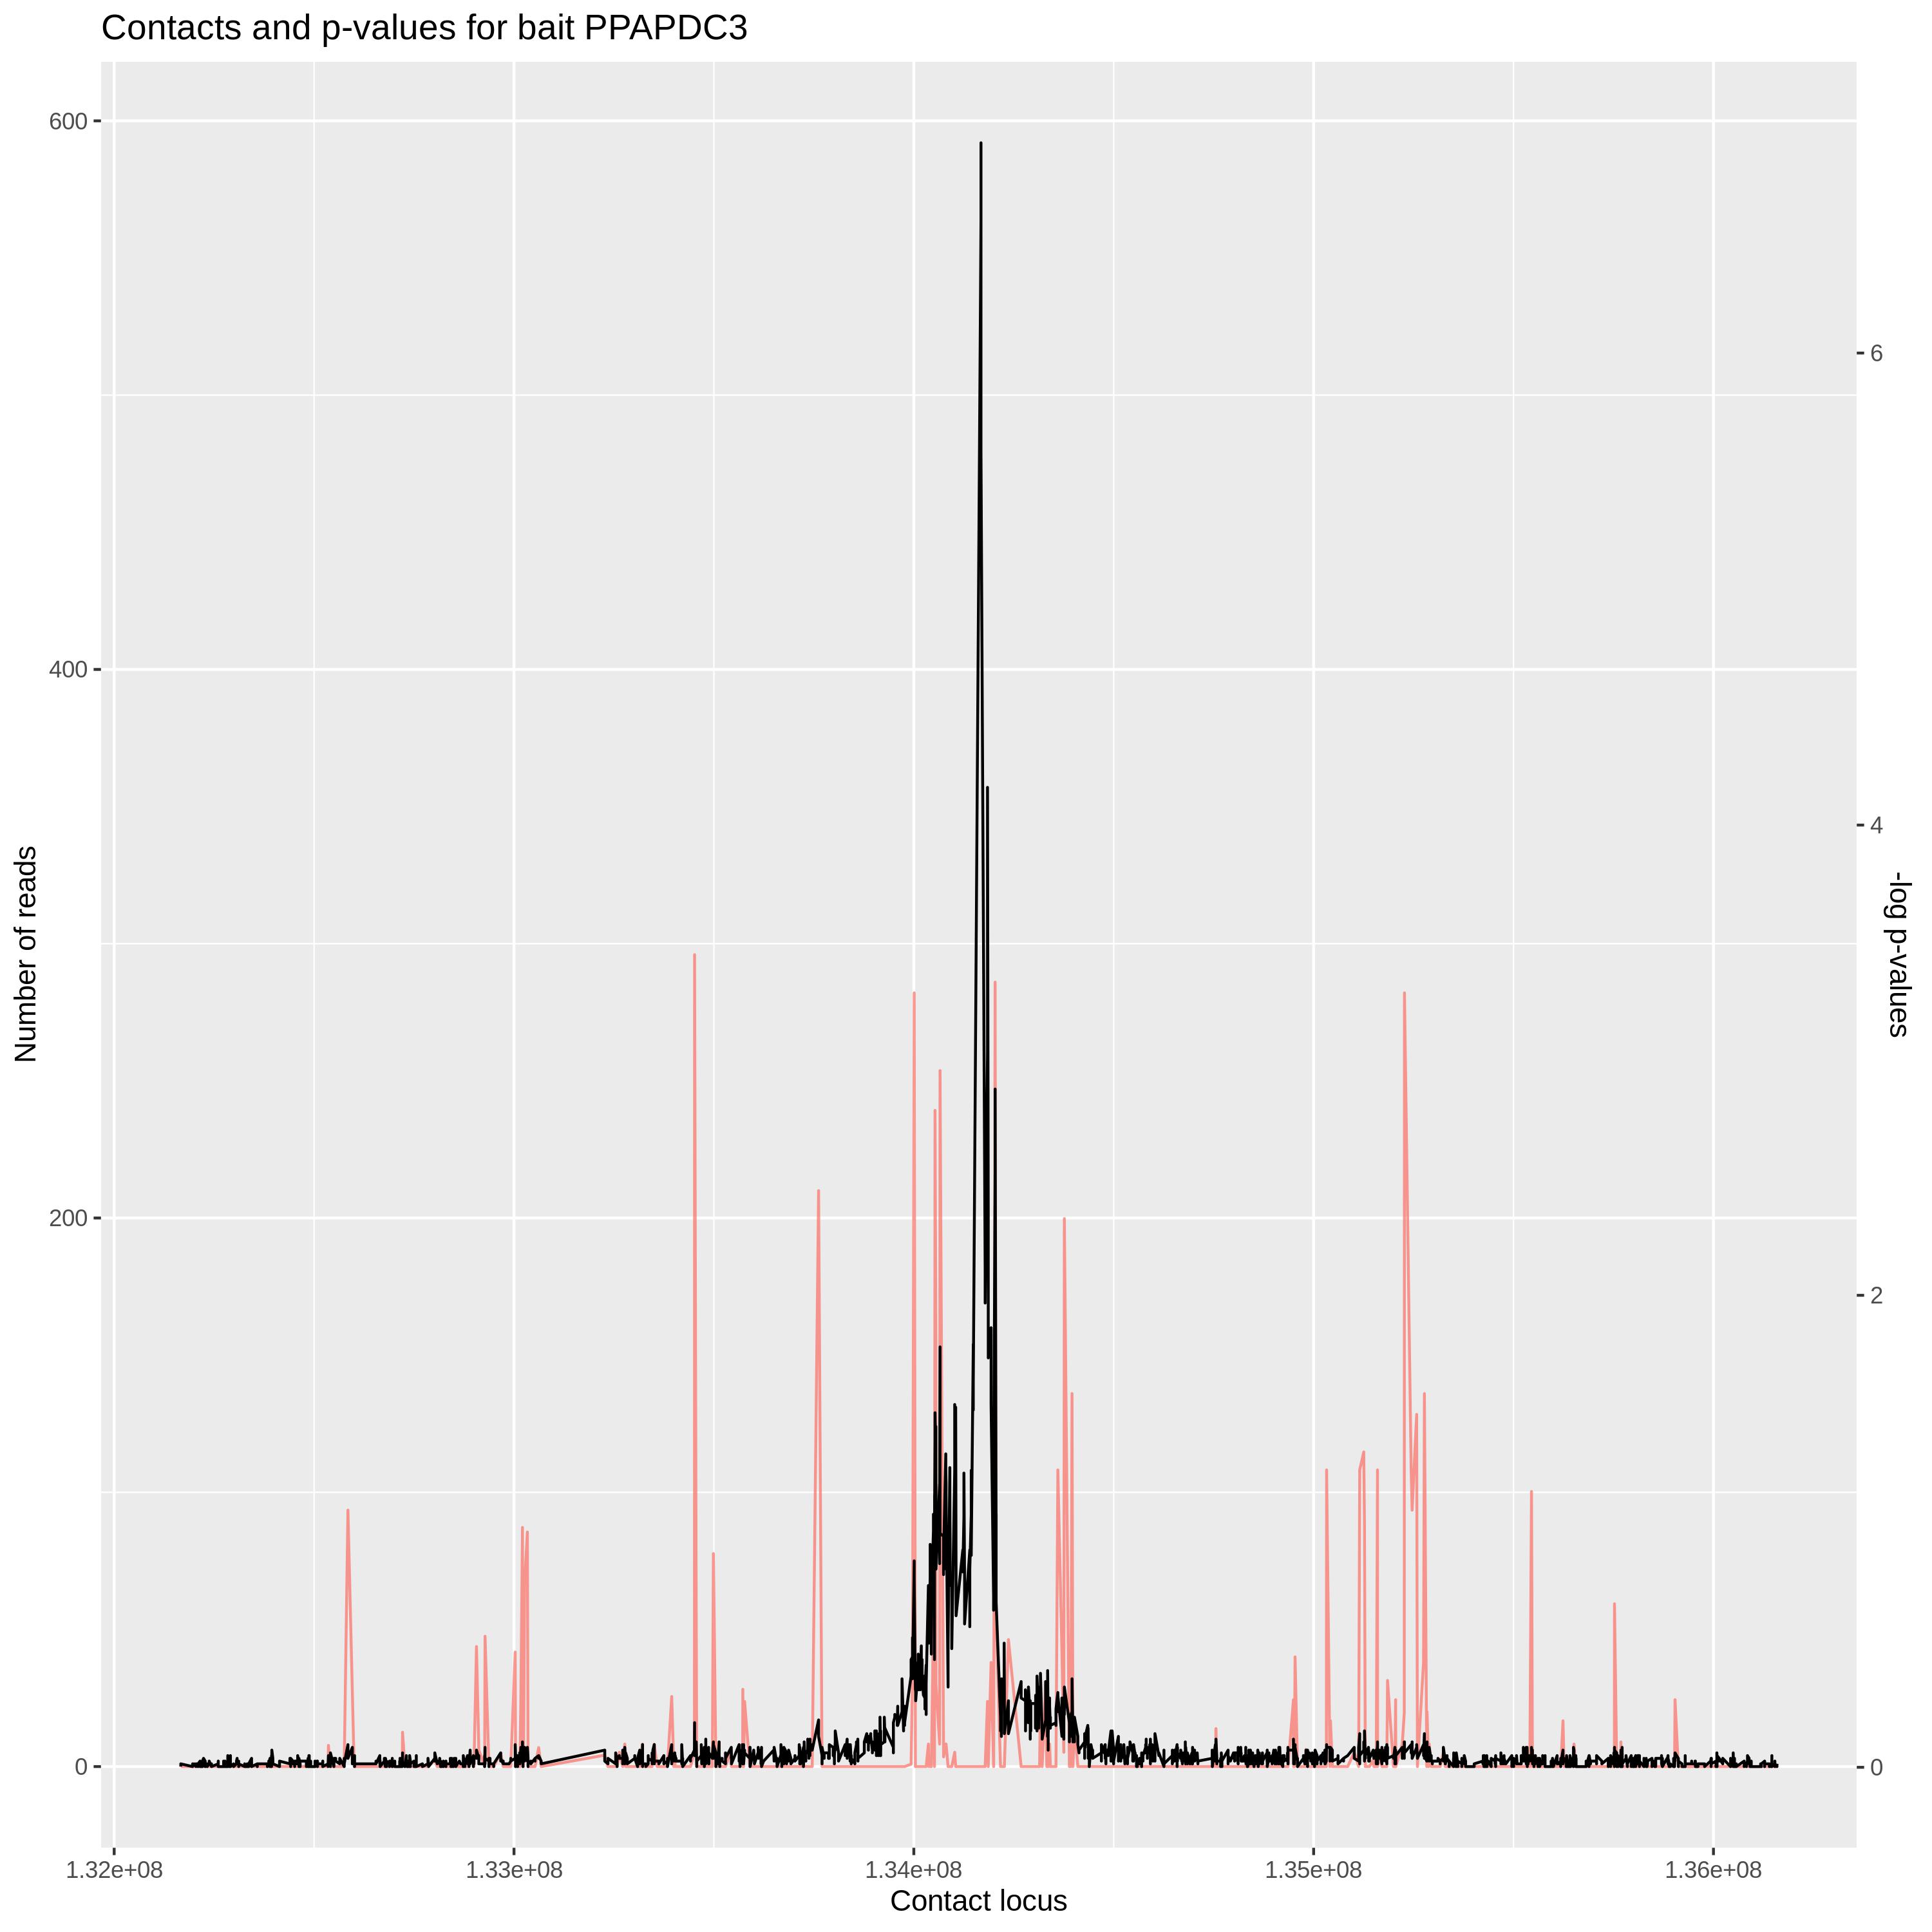 Contacts and p-values for bait PPAPDC3
600
400
200
0
Number of reads
6
4
2
0
-log p-values
1.32e+08 1.33e+08 1.34e+08 1.35e+08 1.36e+08
Contact locus